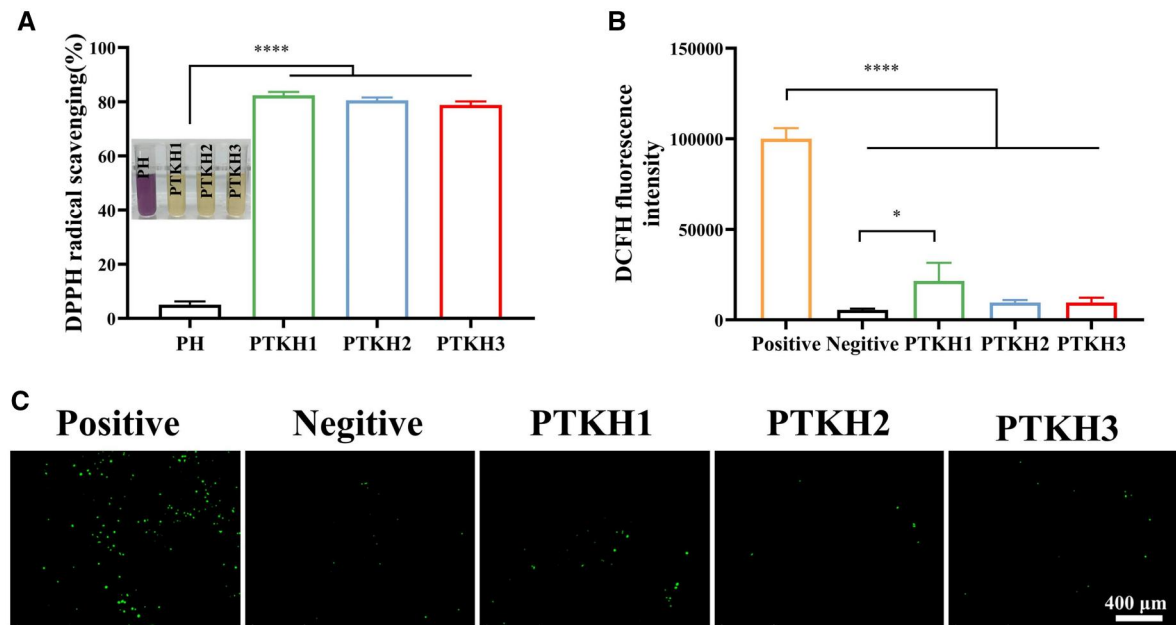 A
DPPH radical scavenging(%)
100
80
60
40
20
0
****
PH
PTKH1
PTKH2
PTKH3
PH
PTKH1
PTKH2
PTKH3
B
DCFH fluorescence
intensity
150000
100000
50000
0
****
*
Positive
Negitive
PTKH1
PTKH2
PTKH3
C
Positive
Negitive
PTKH1
PTKH2
PTKH3
400 μm